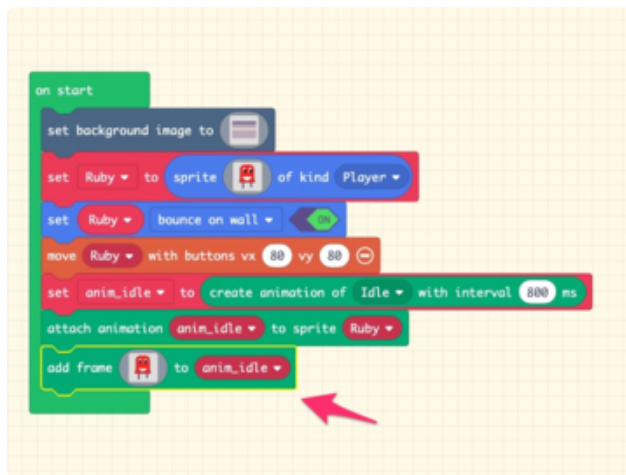 on start
set background image to
set Ruby to sprite of kind Player
set Ruby bounce on wall ON
move Ruby with buttons vx 80 vy 80
set anim_idle to create animation of Idle with interval 800 ms
attach animation anim_idle to sprite Ruby
add frame to anim_idle